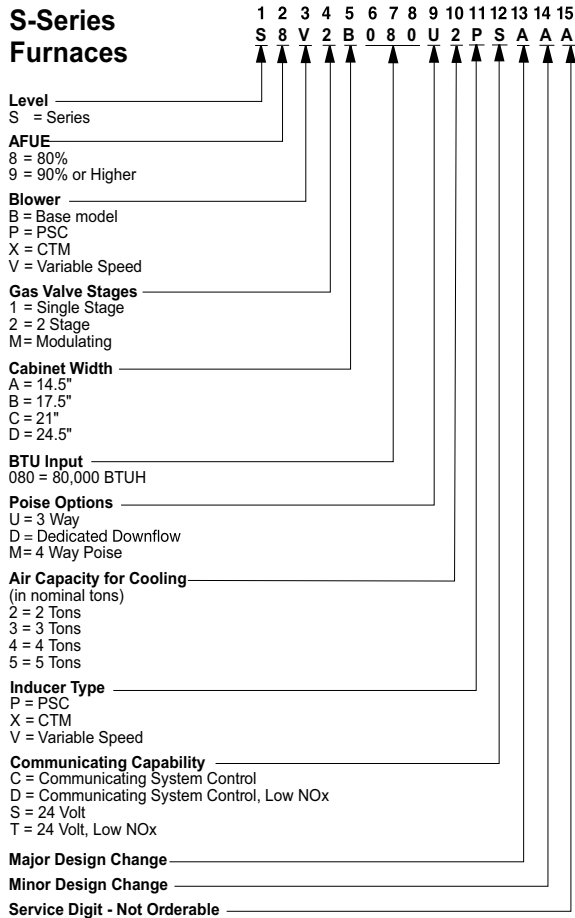 S-Series
Furnaces
1 2 3 4 5 6 7 8 9 10 11 12 13 14 15
S 8 V 2 B 0 8 0 U 2 P S A A A
Level
S = Series
AFUE
8 = 80%
9 = 90% or Higher
Blower
B = Base model
P = PSC
X = CTM
V = Variable Speed
Gas Valve Stages
1 = Single Stage
2 = 2 Stage
M= Modulating
Cabinet Width
A = 14.5"
B = 17.5"
C = 21"
D = 24.5"
BTU Input
080 = 80,000 BTUH
Poise Options
U = 3 Way
D = Dedicated Downflow
M= 4 Way Poise
Air Capacity for Cooling
(in nominal tons)
2 = 2 Tons
3 = 3 Tons
4 = 4 Tons
5 = 5 Tons
Inducer Type
P = PSC
X = CTM
V = Variable Speed
Communicating Capability
C = Communicating System Control
D = Communicating System Control, Low NOx
S = 24 Volt
T = 24 Volt, Low NOx
Major Design Change
Minor Design Change
Service Digit - Not Orderable